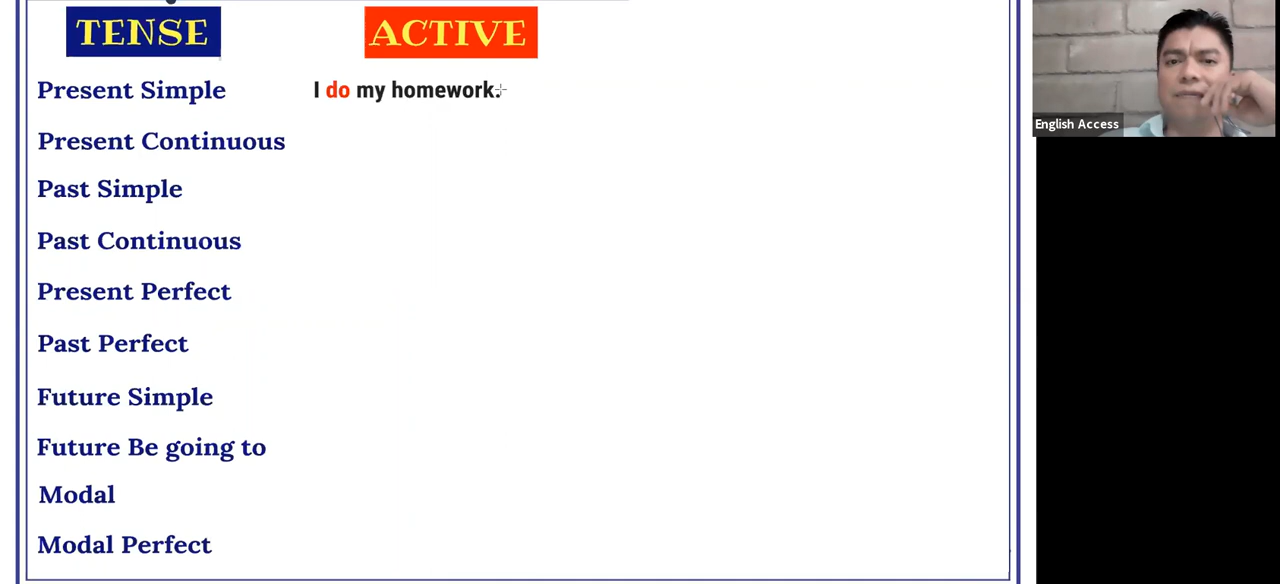 TENSE ACTIVE
Present Simple I do my homework.
Present Continuous
Past Simple
Past Continuous
Present Perfect
Past Perfect
Future Simple
Future Be going to
Modal
Modal Perfect
English Access